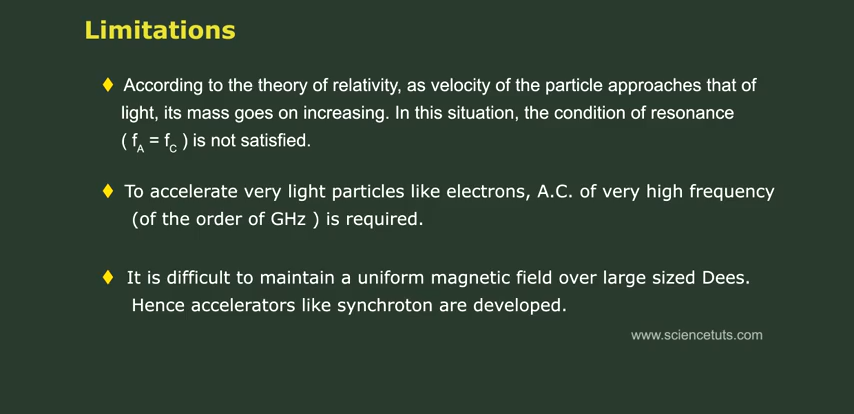 Limitations
According to the theory of relativity, as velocity of the particle approaches that of
light, its mass goes on increasing. In this situation, the condition of resonance
( fA = fC ) is not satisfied.
To accelerate very light particles like electrons, A.C. of very high frequency
(of the order of GHz ) is required.
It is difficult to maintain a uniform magnetic field over large sized Dees.
Hence accelerators like synchroton are developed.
www.sciencetuts.com